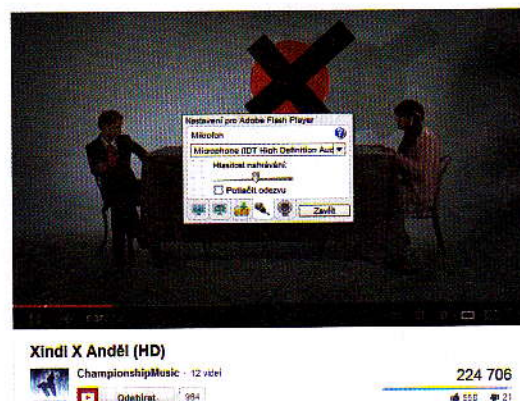 Nastavení pro Adobe Flash Player
Mikrofon
Microphone (IDT High Definition Aud
Hlasitost nahrávání:
Potlačit odezvu
Zavřít
Xindl X Anděl (HD)
ChampionshipMusic · 12 videí
224 706
Odebírat
984
556 21